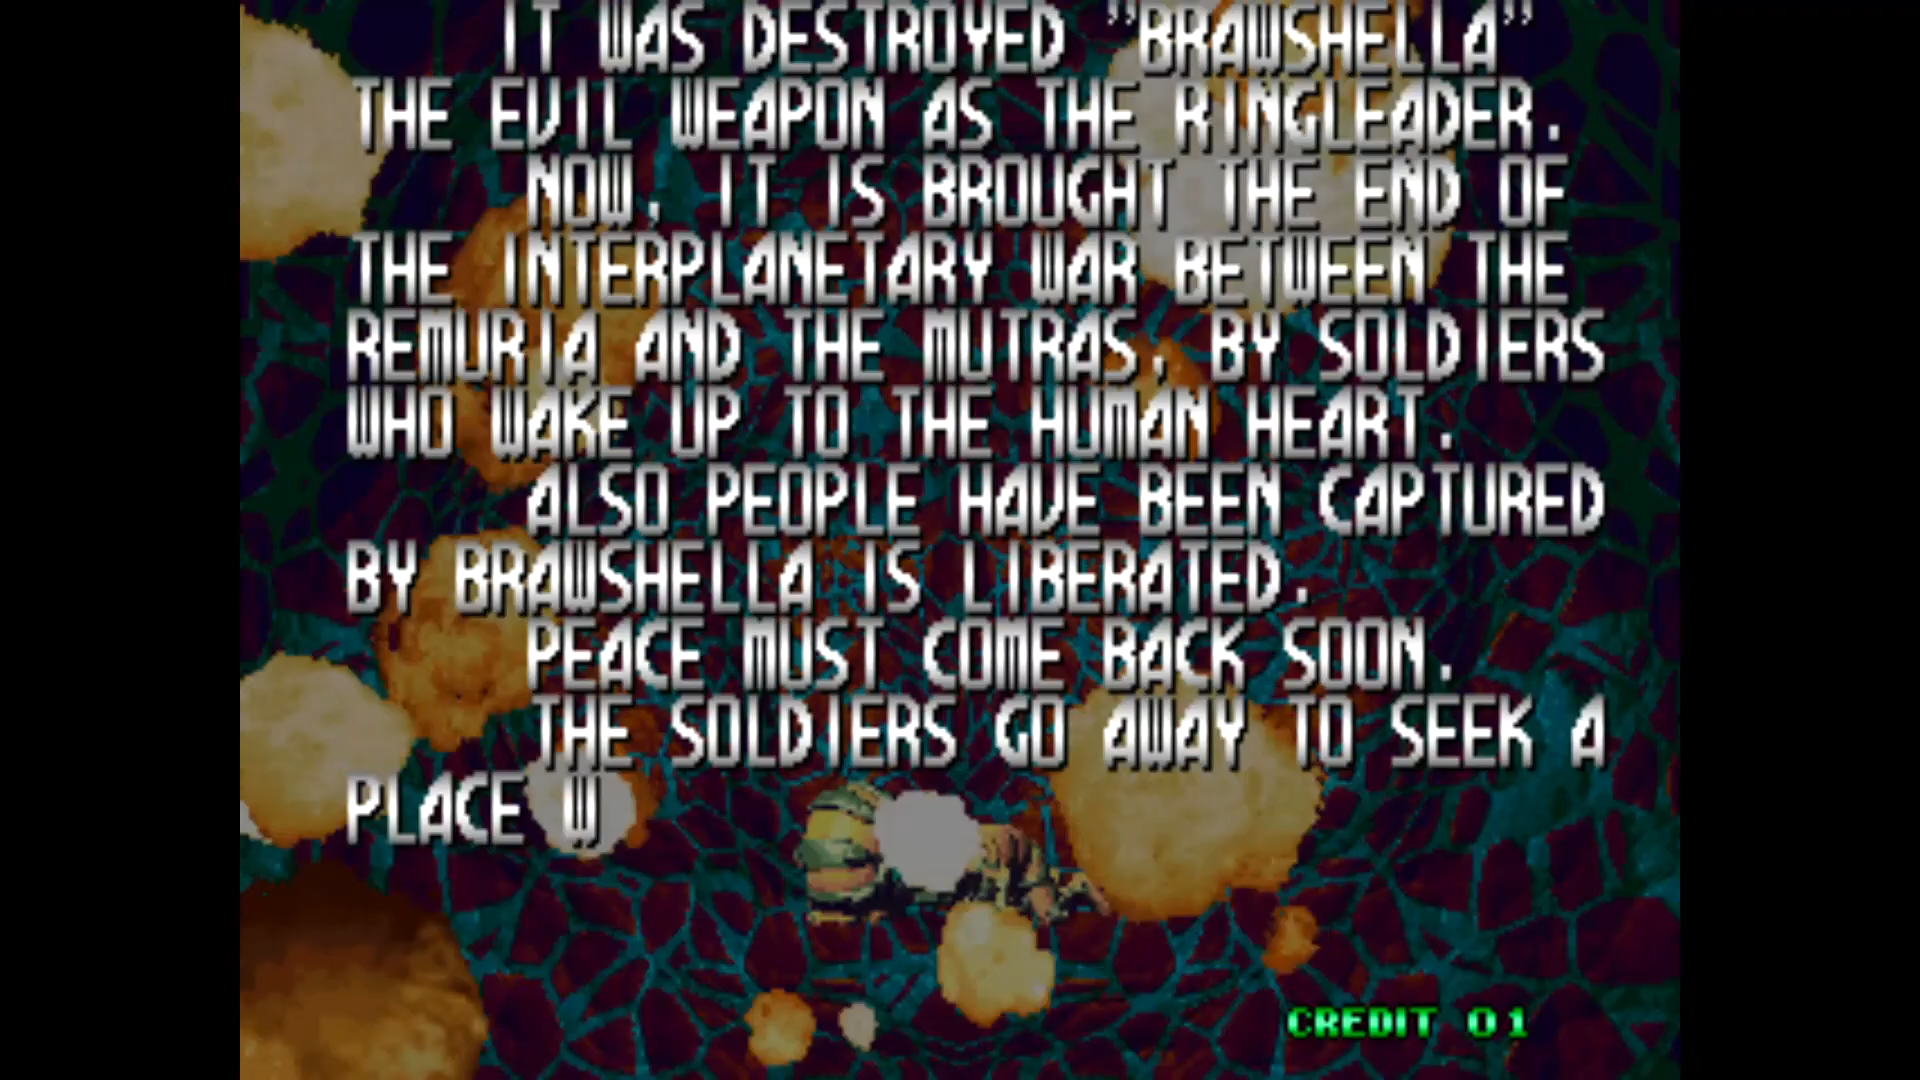 IT WAS DESTROYED "BRAWSHELLA"
THE EVIL WEAPON AS THE RINGLEADER.
NOW, IT IS BROUGHT THE END OF
THE INTERPLANETARY WAR BETWEEN THE
REMURIA AND THE MUTRAS, BY SOLDIERS
WHO WAKE UP TO THE HUMAN HEART.
ALSO PEOPLE HAVE BEEN CAPTURED
BY BRAWSHELLA IS LIBERATED.
PEACE MUST COME BACK SOON.
THE SOLDIERS GO AWAY TO SEEK A
PLACE W
CREDIT 01